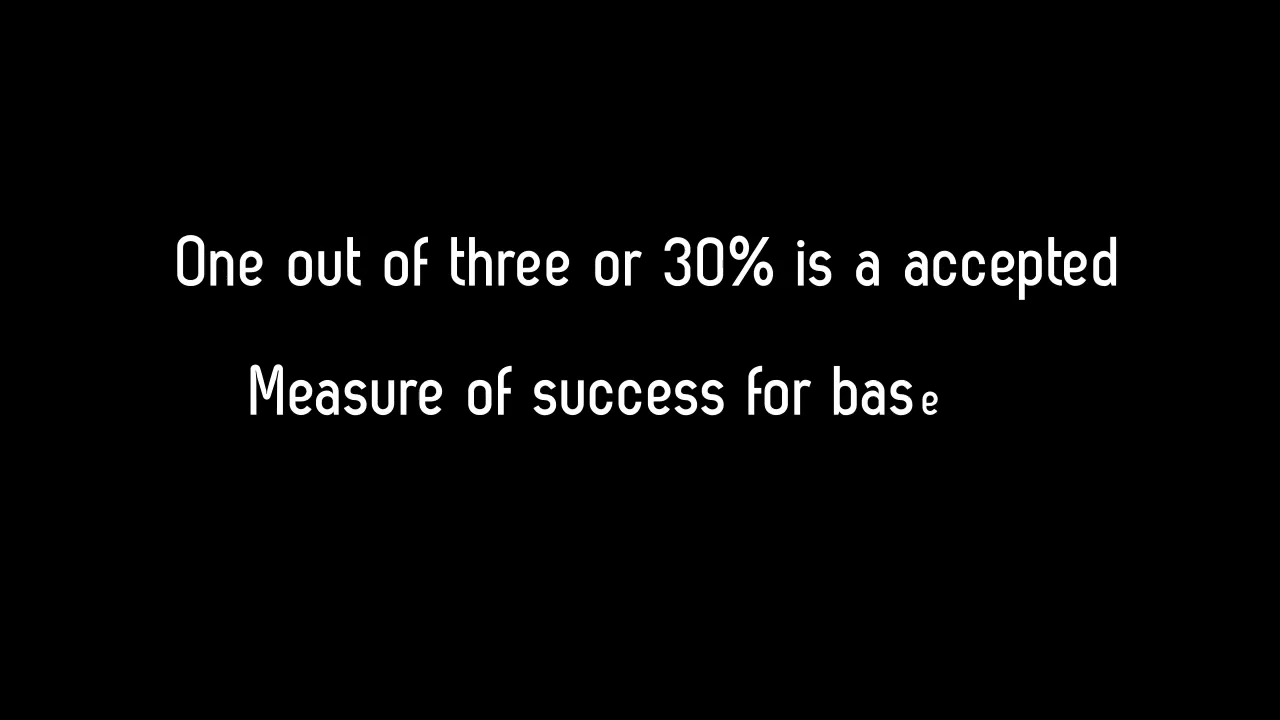 One out of three or 30% is a accepted
Measure of success for base